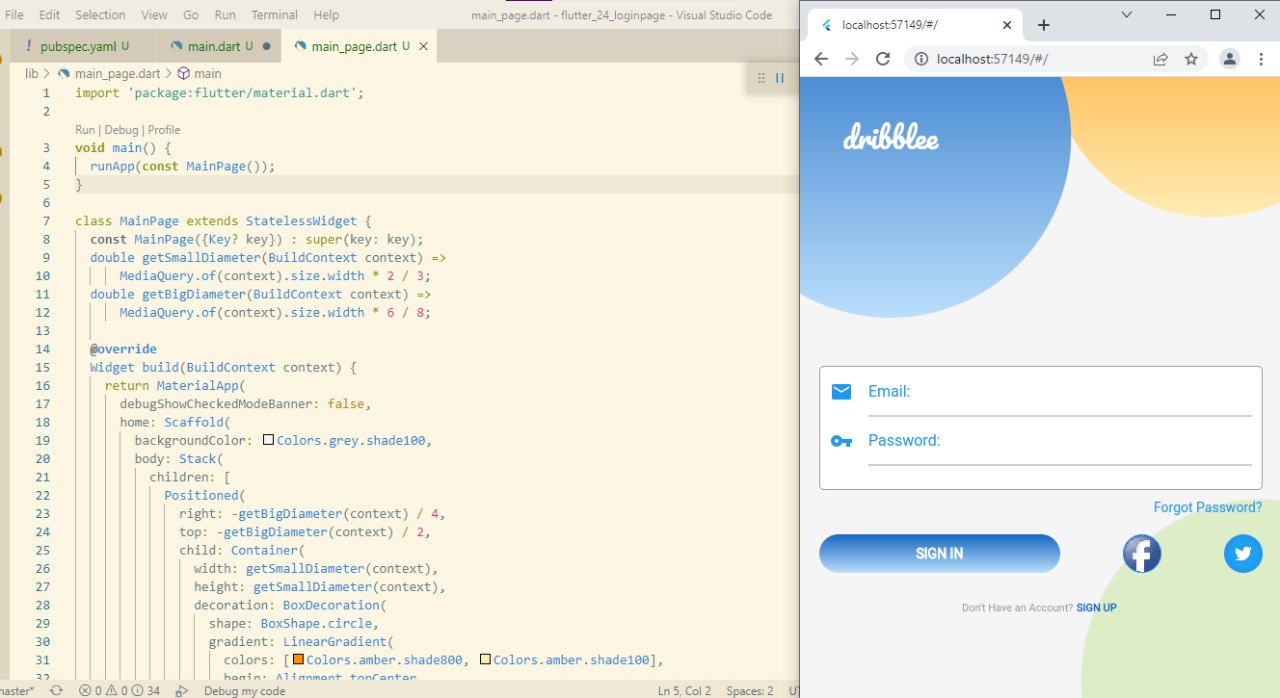 File Edit Selection View Go Run Terminal Help main_page.dart - flutter_24_loginpage - Visual Studio Code
! pubspec.yaml U main.dart U main_page.dart U
lib > main_page.dart > main
1 import 'package:flutter/material.dart';
2
Run | Debug | Profile
3 void main() {
4 runApp(const MainPage());
5 }
6
7 class MainPage extends StatelessWidget {
8 const MainPage({Key? key}) : super(key: key);
9 double getSmallDiameter(BuildContext context) =>
10 MediaQuery.of(context).size.width * 2 / 3;
11 double getBigDiameter(BuildContext context) =>
12 MediaQuery.of(context).size.width * 6 / 8;
13
14 @override
15 Widget build(BuildContext context) {
16 return MaterialApp(
17 debugShowCheckedModeBanner: false,
18 home: Scaffold(
19 backgroundColor: Colors.grey.shade100,
20 body: Stack(
21 children: [
22 Positioned(
23 right: -getBigDiameter(context) / 4,
24 top: -getBigDiameter(context) / 2,
25 child: Container(
26 width: getSmallDiameter(context),
27 height: getSmallDiameter(context),
28 decoration: BoxDecoration(
29 shape: BoxShape.circle,
30 gradient: LinearGradient(
31 colors: [Colors.amber.shade800, Colors.amber.shade100],
32 begin: Alignment.topCenter
master* 0 0 34 Debug my code Ln 5, Col 2 Spaces: 2
localhost:57149/#/
localhost:57149/#/
dribblee
Email:
Password:
Forgot Password?
SIGN IN
Don't Have an Account? SIGN UP